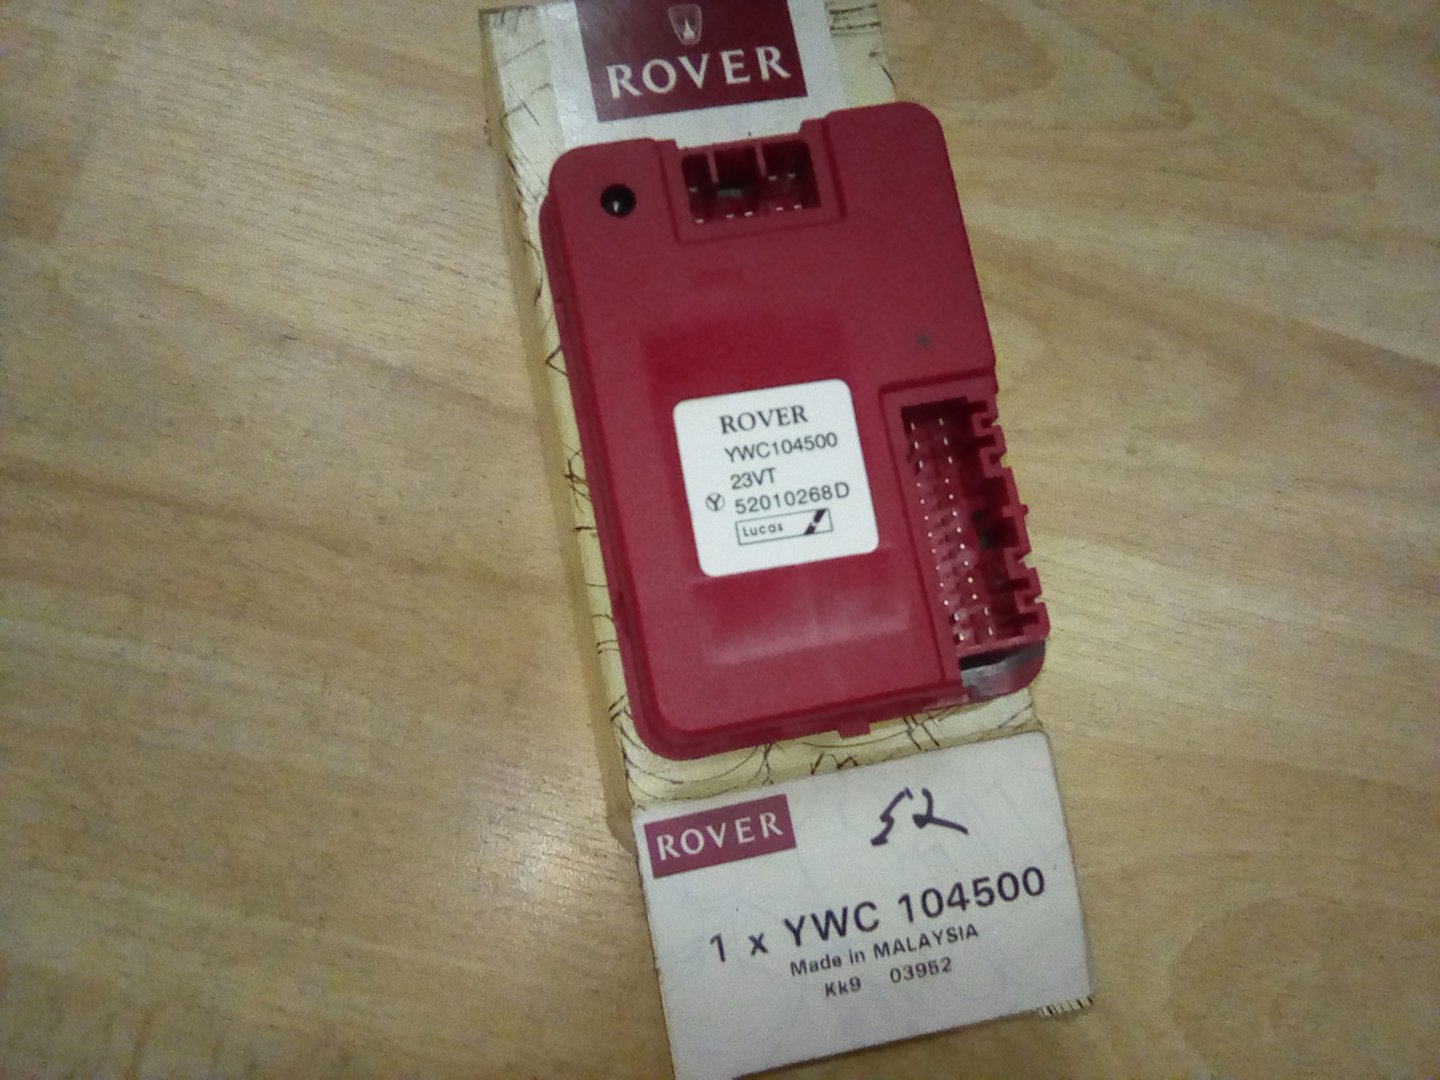 ROVER
ROVER
YWC104500
23VT
52010268D
Lucas
ROVER
52
1 x YWC 104500
Made in MALAYSIA
Kk9 03952